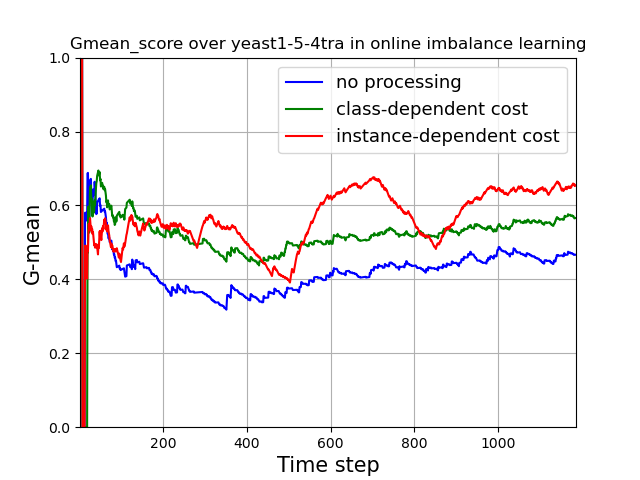 Gmean_score over yeast1-5-4tra in online imbalance learning
1.0
0.8
0.6
0.4
0.2
0.0
G-mean
no processing
class-dependent cost
instance-dependent cost
200
400
600
800
1000
Time step